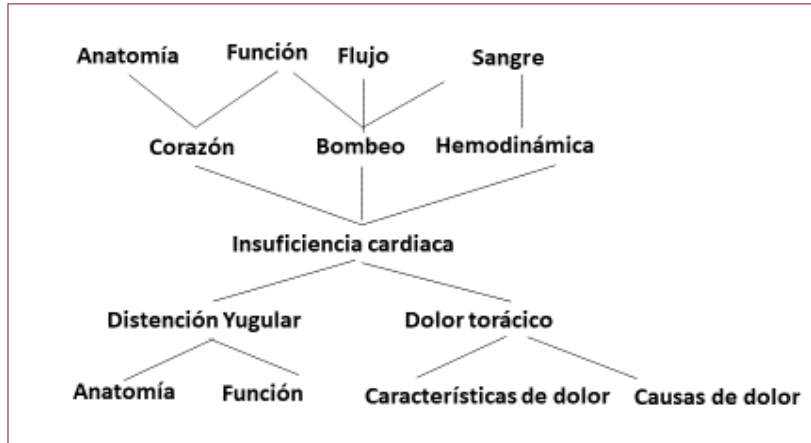 Anatomía Función Flujo Sangre
Corazón Bombeo Hemodinámica
Insuficiencia cardiaca
Distención Yugular Dolor torácico
Anatomía Función Características de dolor Causas de dolor